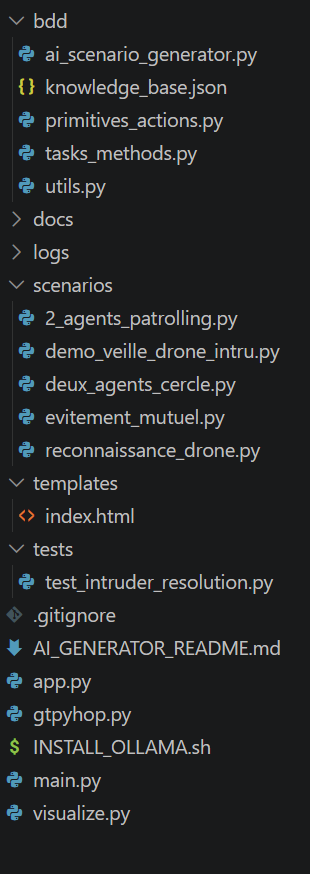 bdd
ai_scenario_generator.py
{} knowledge_base.json
primitives_actions.py
tasks_methods.py
utils.py
docs
logs
scenarios
2_agents_patrolling.py
demo_veille_drone_intru.py
deux_agents_cercle.py
evitement_mutuel.py
reconnaissance_drone.py
templates
<> index.html
tests
test_intruder_resolution.py
.gitignore
AI_GENERATOR_README.md
app.py
gtpyhop.py
$ INSTALL_OLLAMA.sh
main.py
visualize.py